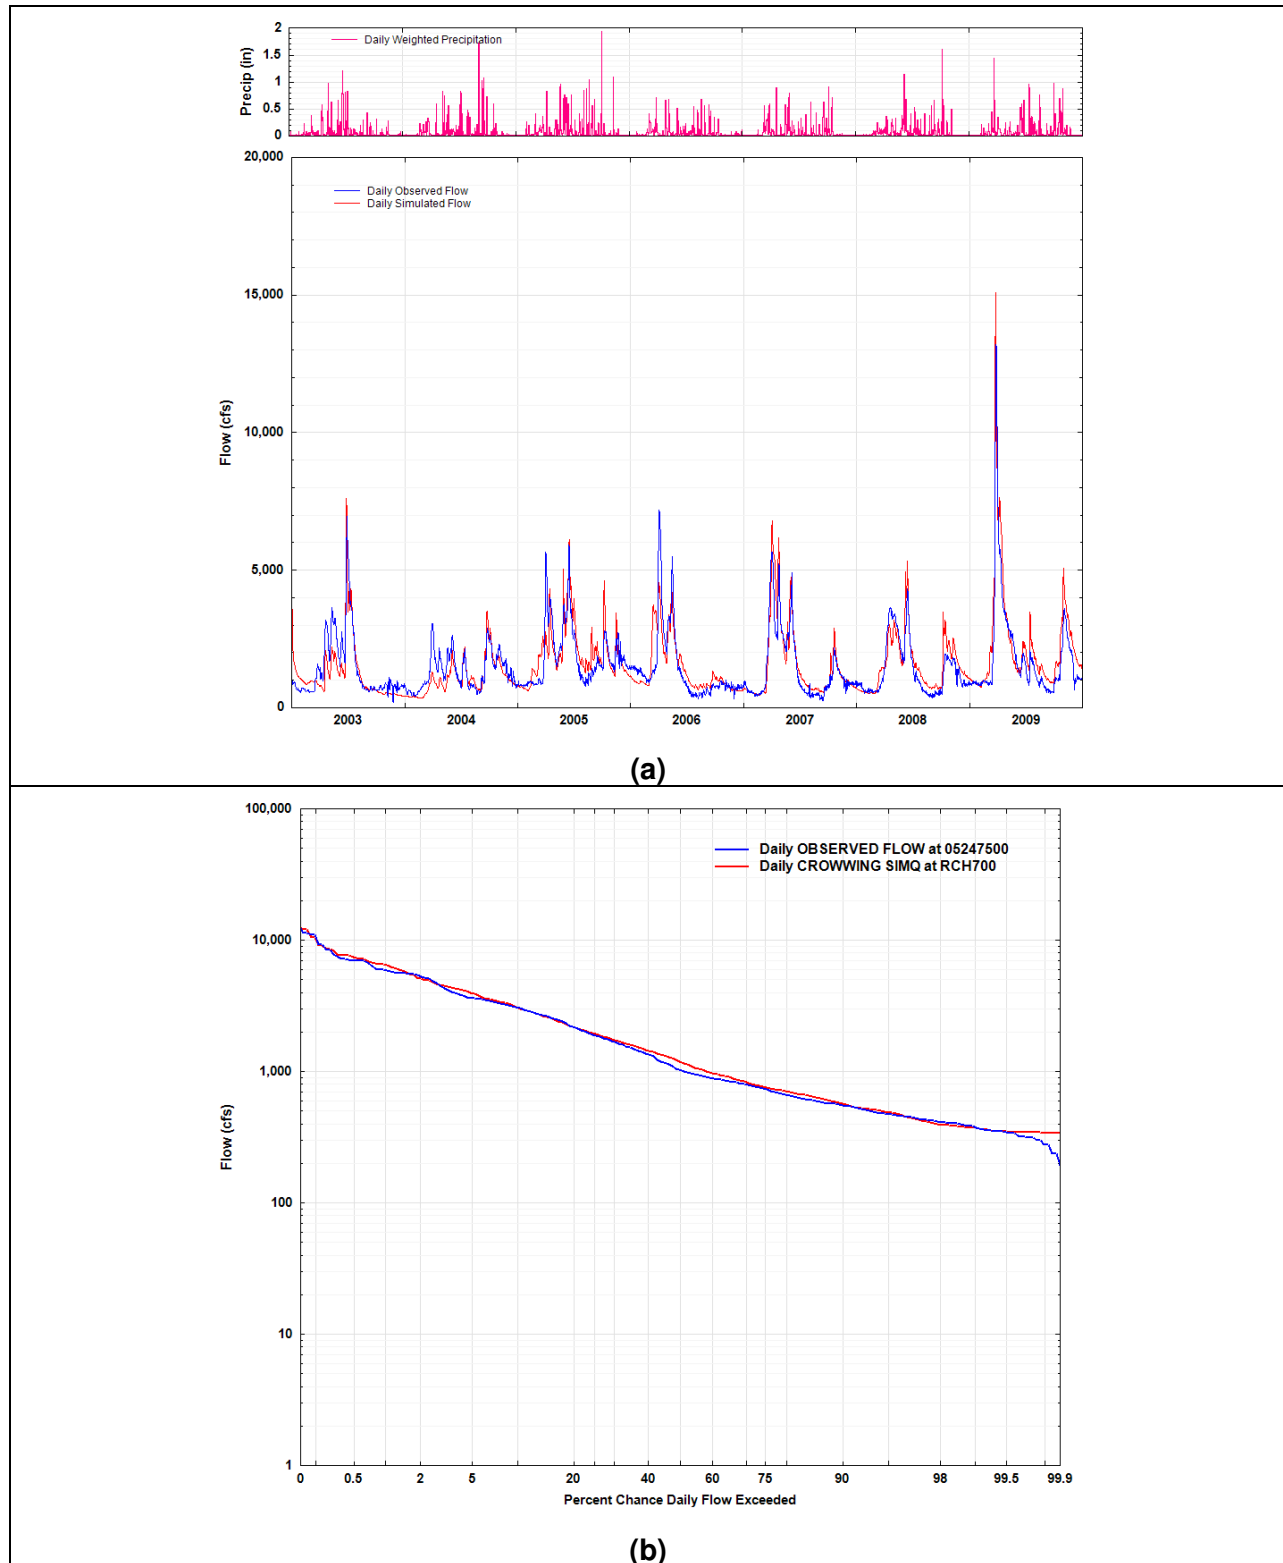 2
Daily Weighted Precipitation
1.5
1
0.5
0
Precip (in)
20,000
Daily Observed Flow
Daily Simulated Flow
15,000
10,000
5,000
0
Flow (cfs)
2003 2004 2005 2006 2007 2008 2009
(a)
100,000
Daily OBSERVED FLOW at 05247500
Daily CROWWING SIMQ at RCH700
10,000
1,000
100
10
1
Flow (cfs)
0 0.5 2 5 20 40 60 75 90 98 99.5 99.9
Percent Chance Daily Flow Exceeded
(b)